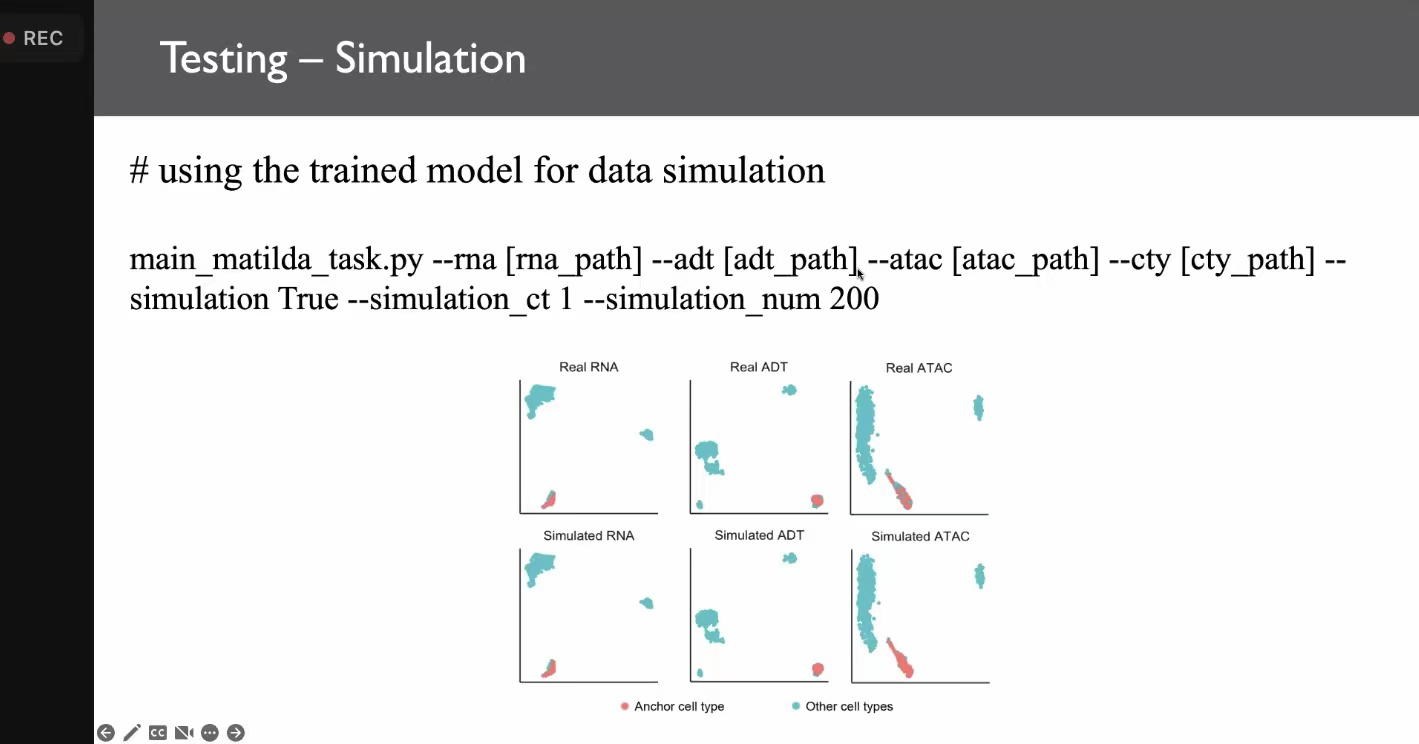 REC
Testing – Simulation
# using the trained model for data simulation
main_matilda_task.py --rna [rna_path] --adt [adt_path] --atac [atac_path] --cty [cty_path] --
simulation True --simulation_ct 1 --simulation_num 200
Real RNA Real ADT Real ATAC
Simulated RNA Simulated ADT Simulated ATAC
Anchor cell type Other cell types
CC